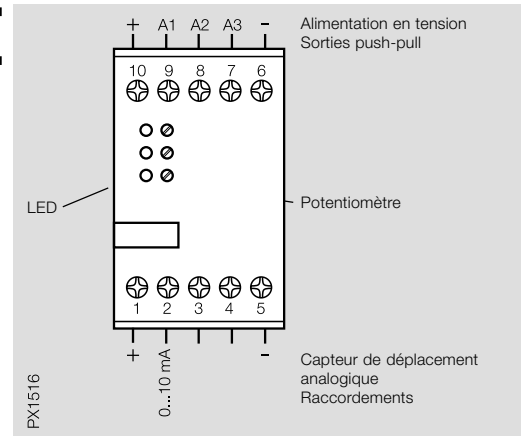 + A1 A2 A3 −
Alimentation en tension
Sorties push-pull
10 9 8 7 6
LED
Potentiomètre
1 2 3 4 5
+ 0...10 mA −
Capteur de déplacement
analogique
Raccordements
PX1516